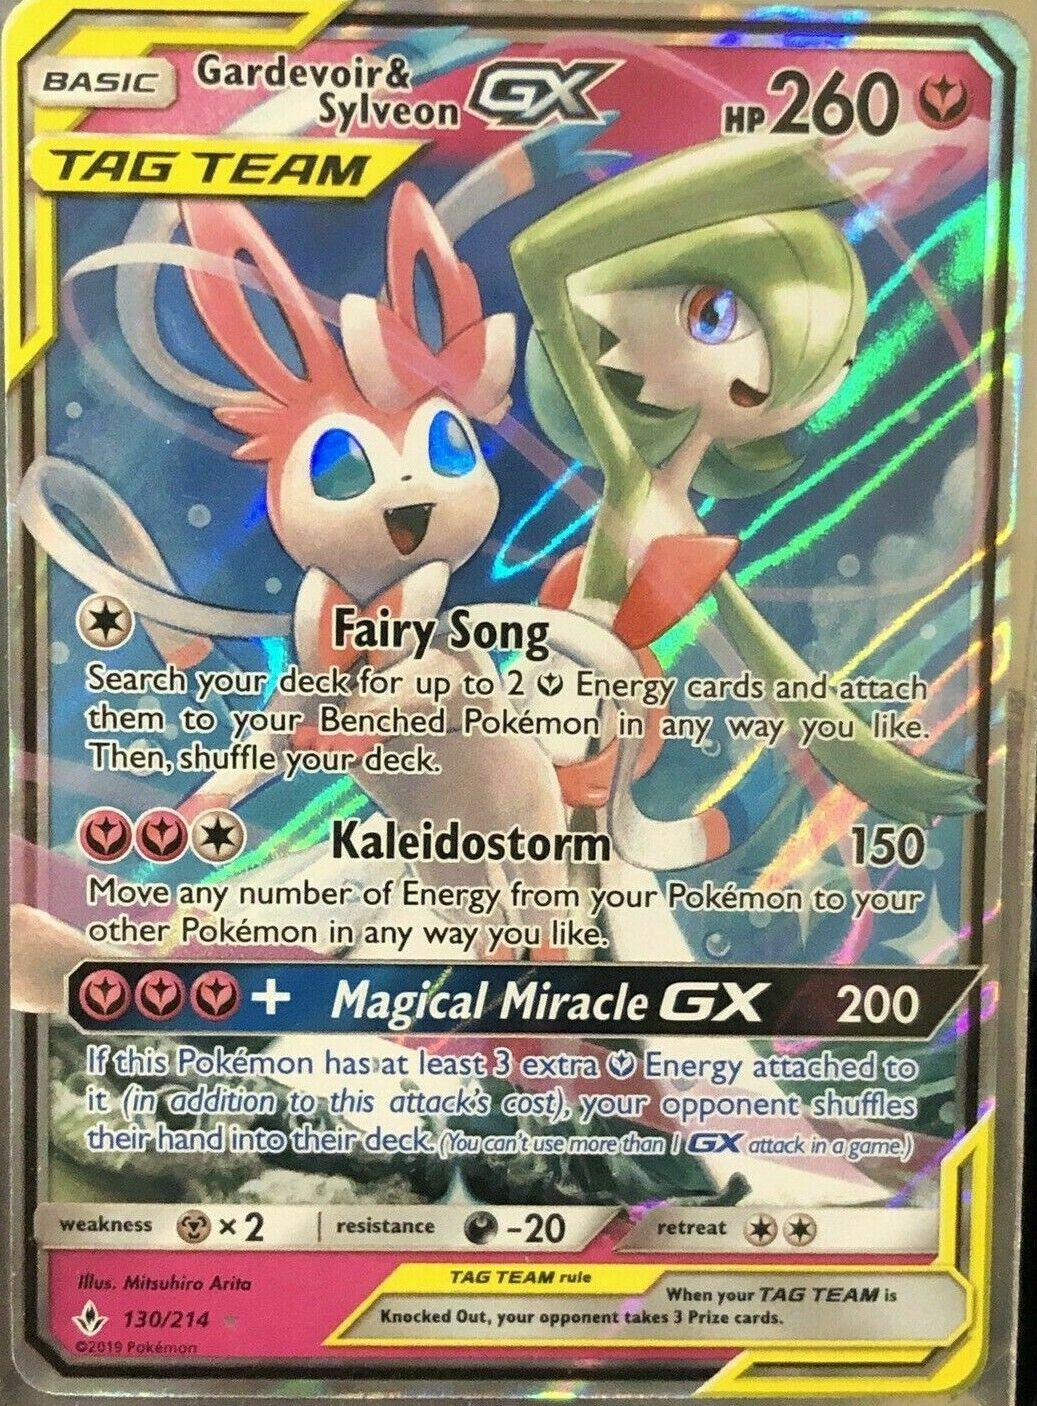 BASIC Gardevoir& Sylveon GX HP 260
TAG TEAM
Fairy Song
Search your deck for up to 2 Energy cards and attach
them to your Benched Pokémon in any way you like.
Then, shuffle your deck.
Kaleidostorm 150
Move any number of Energy from your Pokémon to your
other Pokémon in any way you like.
+ Magical Miracle GX 200
If this Pokémon has at least 3 extra Energy attached to
it (in addition to this attack's cost), your opponent shuffles
their hand into their deck. (You can't use more than 1 GX attack in a game.)
weakness ×2 resistance -20 retreat
Illus. Mitsuhiro Arita
130/214
©2019 Pokémon
TAG TEAM rule
When your TAG TEAM is
Knocked Out, your opponent takes 3 Prize cards.